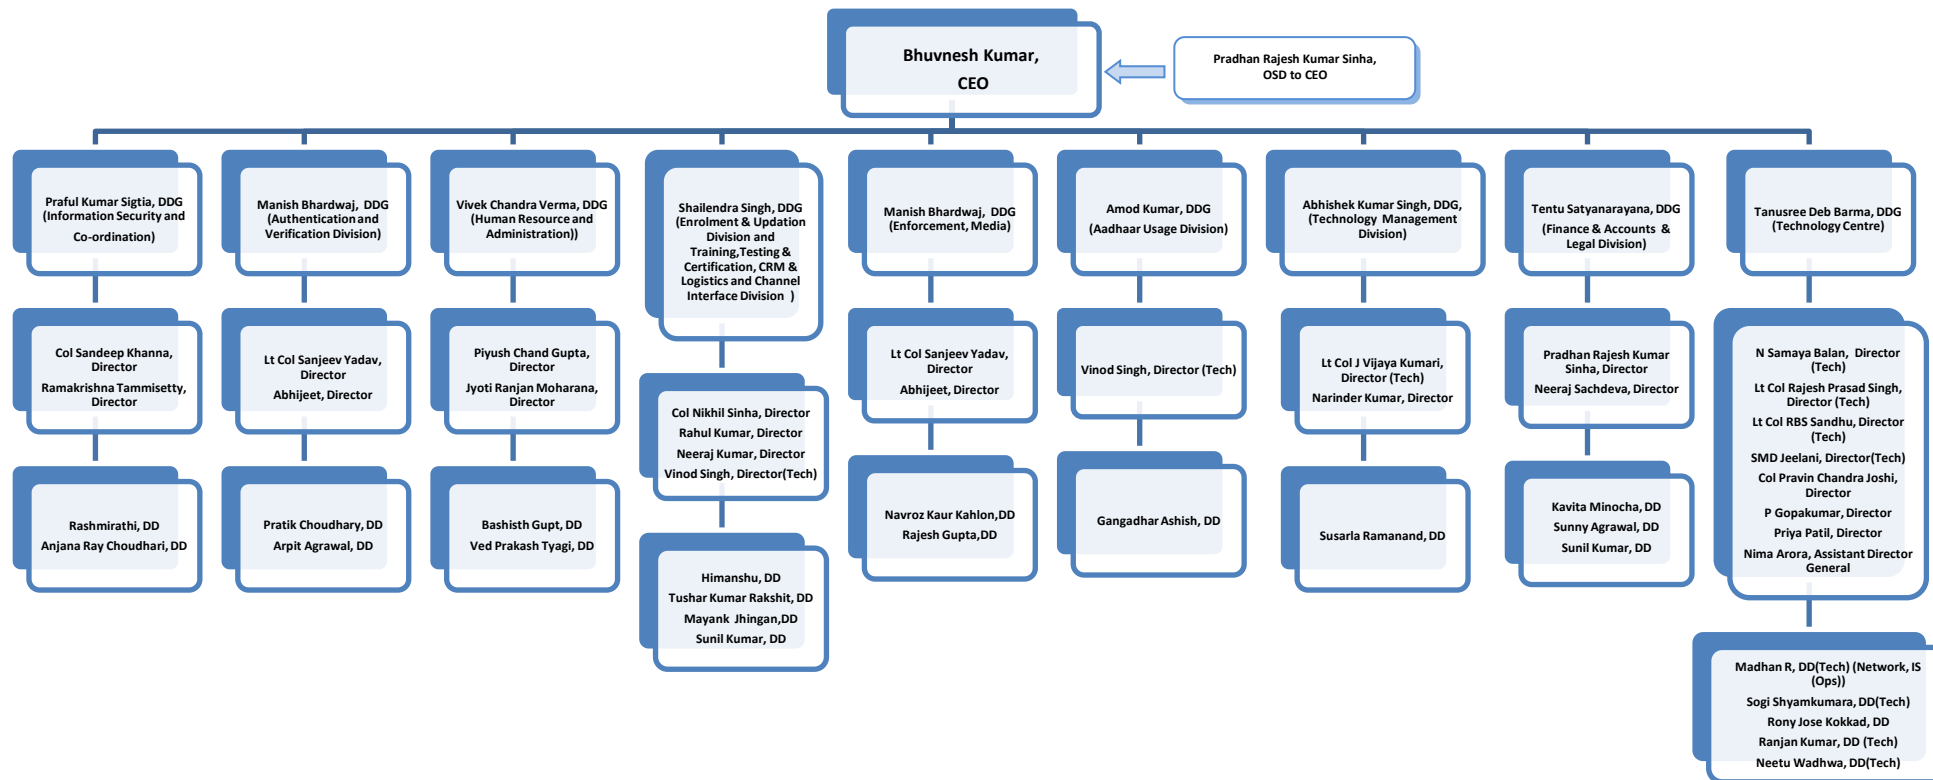 Bhuvnesh Kumar,
CEO
Pradhan Rajesh Kumar Sinha,
OSD to CEO
Praful Kumar Sigtia, DDG
(Information Security and
Co-ordination)
Manish Bhardwaj, DDG
(Authentication and
Verification Division)
Vivek Chandra Verma, DDG
(Human Resource and
Administration))
Shailendra Singh, DDG
(Enrolment & Updation
Division and
Training,Testing &
Certification, CRM &
Logistics and Channel
Interface Division )
Manish Bhardwaj, DDG
(Enforcement, Media)
Amod Kumar, DDG
(Aadhaar Usage Division)
Abhishek Kumar Singh, DDG,
(Technology Management
Division)
Tentu Satyanarayana, DDG
(Finance & Accounts &
Legal Division)
Tanusree Deb Barma, DDG
(Technology Centre)
Col Sandeep Khanna,
Director
Ramakrishna Tammisetty,
Director
Lt Col Sanjeev Yadav,
Director
Abhijeet, Director
Piyush Chand Gupta,
Director
Jyoti Ranjan Moharana,
Director
Col Nikhil Sinha, Director
Rahul Kumar, Director
Neeraj Kumar, Director
Vinod Singh, Director(Tech)
Lt Col Sanjeev Yadav,
Director
Abhijeet, Director
Vinod Singh, Director (Tech)
Lt Col J Vijaya Kumari,
Director (Tech)
Narinder Kumar, Director
Pradhan Rajesh Kumar
Sinha, Director
Neeraj Sachdeva, Director
N Samaya Balan, Director
(Tech)
Lt Col Rajesh Prasad Singh,
Director (Tech)
Lt Col RBS Sandhu, Director
(Tech)
SMD Jeelani, Director(Tech)
Col Pravin Chandra Joshi,
Director
P Gopakumar, Director
Priya Patil, Director
Nima Arora, Assistant Director
General
Rashmirathi, DD
Anjana Ray Choudhari, DD
Pratik Choudhary, DD
Arpit Agrawal, DD
Bashisth Gupt, DD
Ved Prakash Tyagi, DD
Himanshu, DD
Tushar Kumar Rakshit, DD
Mayank Jhingan,DD
Sunil Kumar, DD
Navroz Kaur Kahlon,DD
Rajesh Gupta,DD
Gangadhar Ashish, DD
Susarla Ramanand, DD
Kavita Minocha, DD
Sunny Agrawal, DD
Sunil Kumar, DD
Madhan R, DD(Tech) (Network, IS
(Ops))
Sogi Shyamkumara, DD(Tech)
Rony Jose Kokkad, DD
Ranjan Kumar, DD (Tech)
Neetu Wadhwa, DD(Tech)